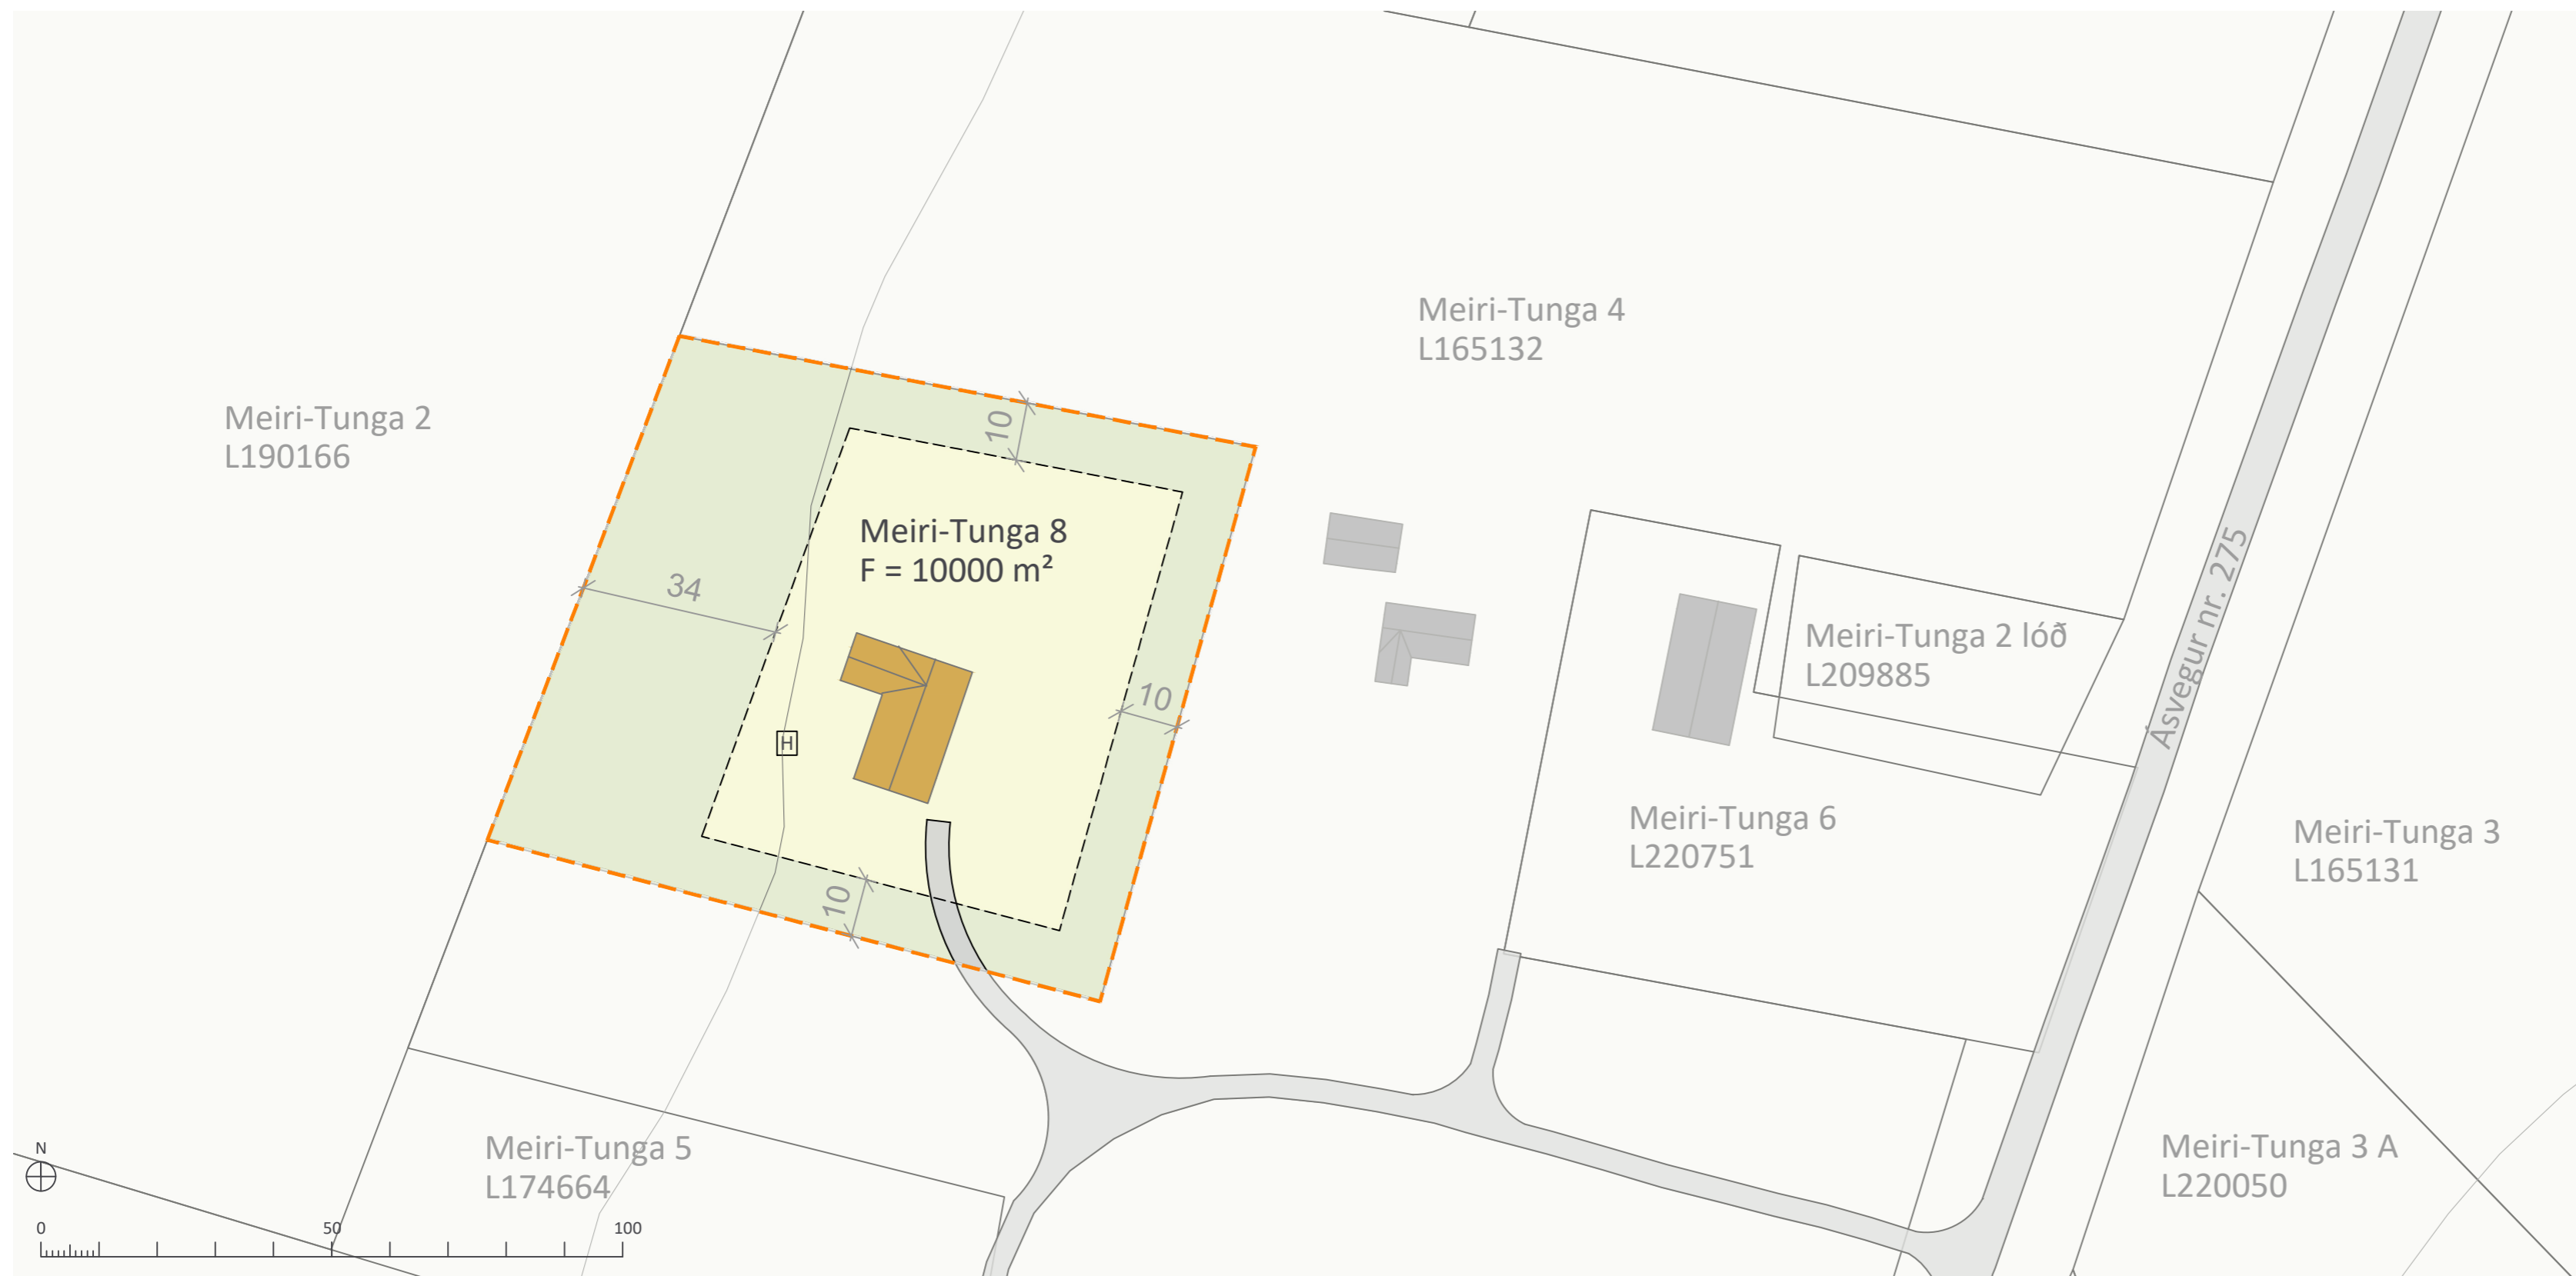 Meiri-Tunga 4
L165132
Meiri-Tunga 2
L190166
10
Meiri-Tunga 8
F = 10000 m²
34
Ásvegur nr. 275
Meiri-Tunga 2 lóð
L209885
10
H
Meiri-Tunga 6
L220751
Meiri-Tunga 3
L165131
10
Meiri-Tunga 5
L174664
Meiri-Tunga 3 A
L220050
N
0 50 100